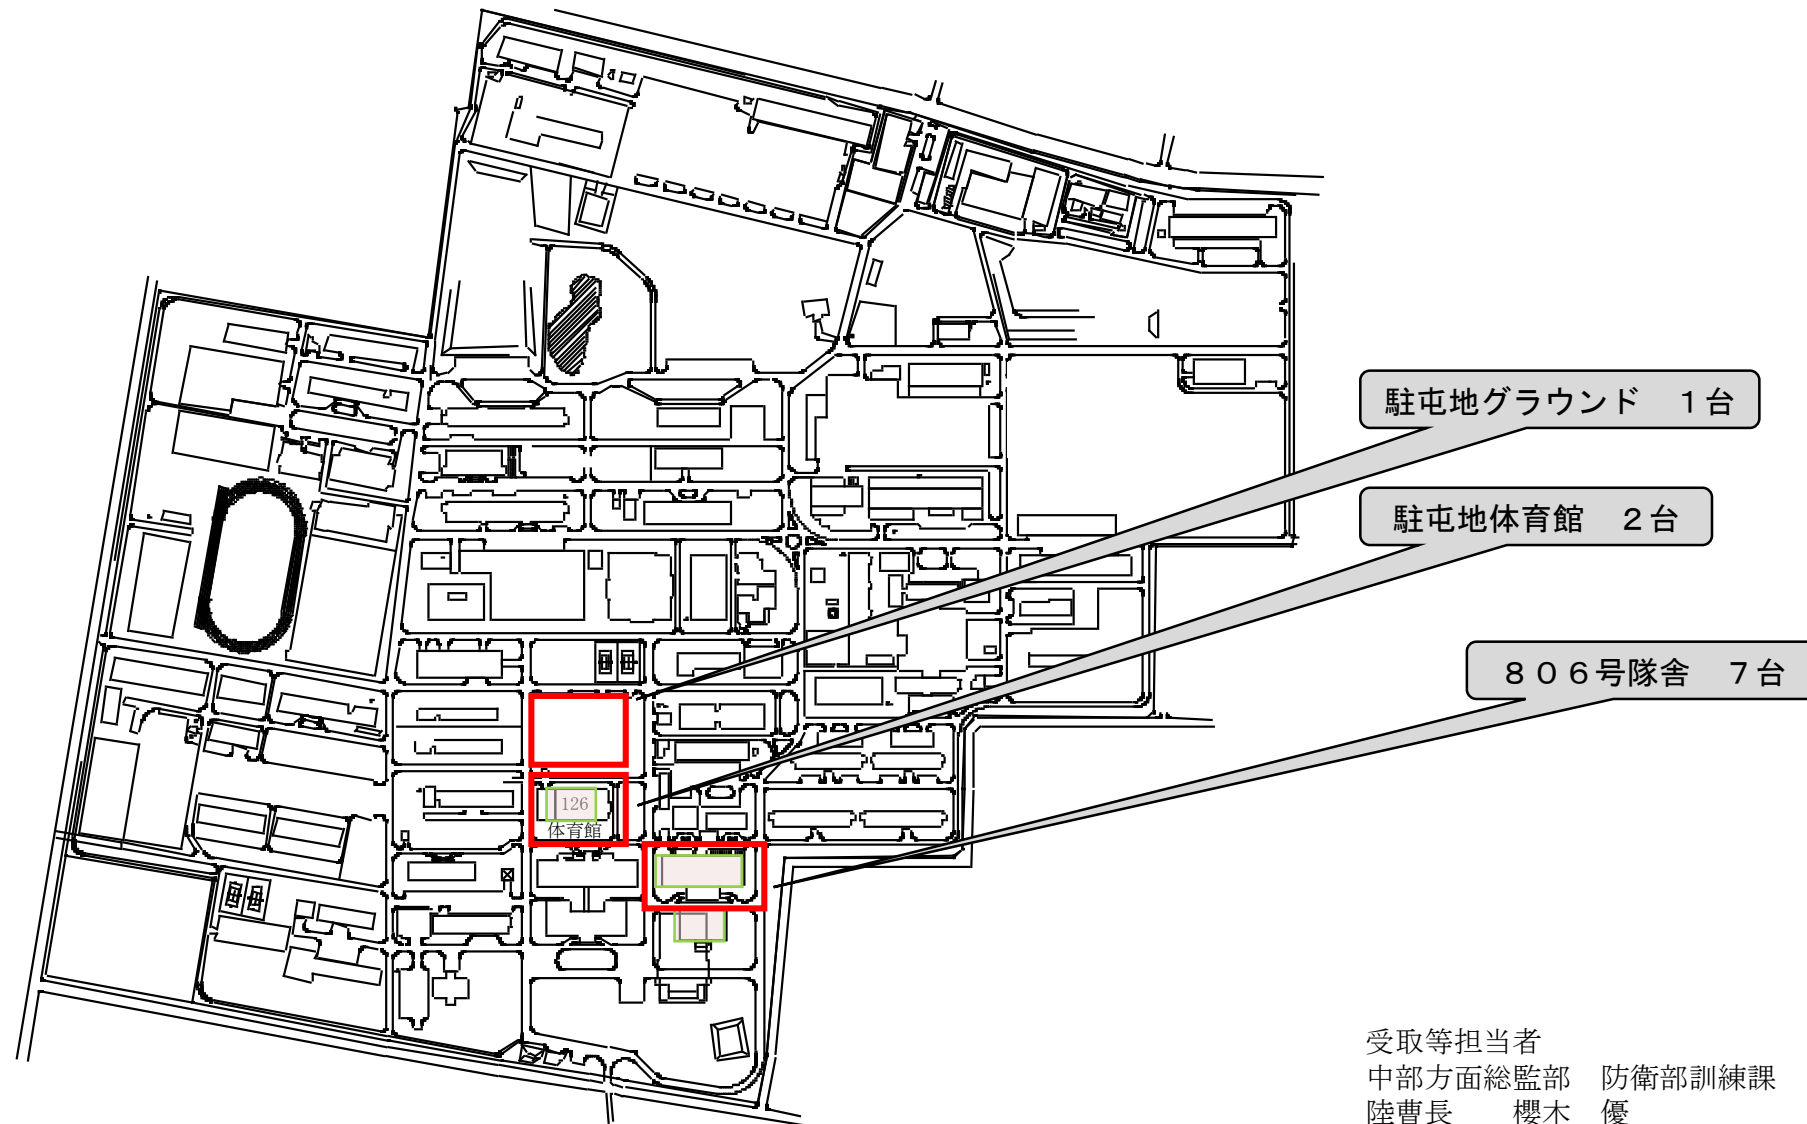 駐屯地グラウンド　１台
駐屯地体育館　２台
８０６号隊舎　７台
126
体育館
受取等担当者
中部方面総監部　防衛部訓練課
陸曹長　　櫻木　優